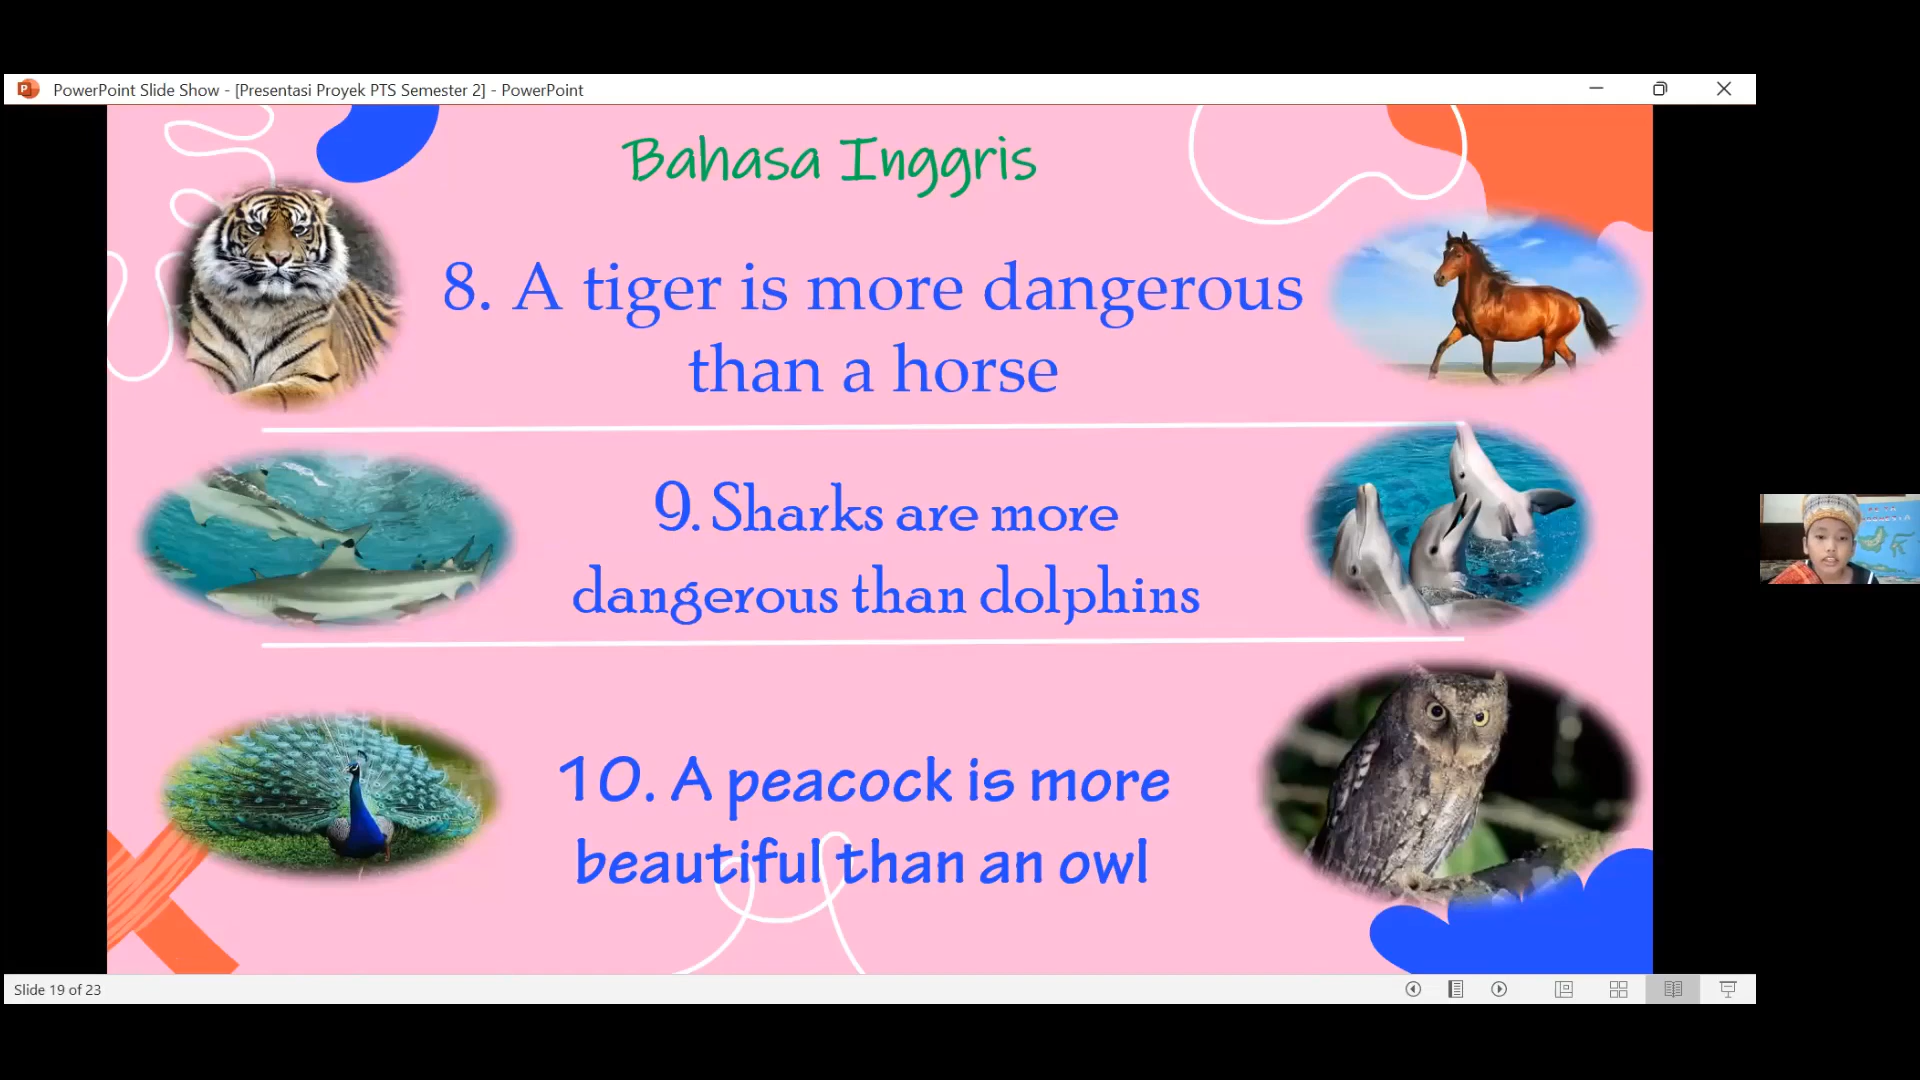 PowerPoint Slide Show - [Presentasi Proyek PTS Semester 2] - PowerPoint
Bahasa Inggris
8. A tiger is more dangerous
than a horse
9. Sharks are more
dangerous than dolphins
10. A peacock is more
beautiful than an owl
Slide 19 of 23